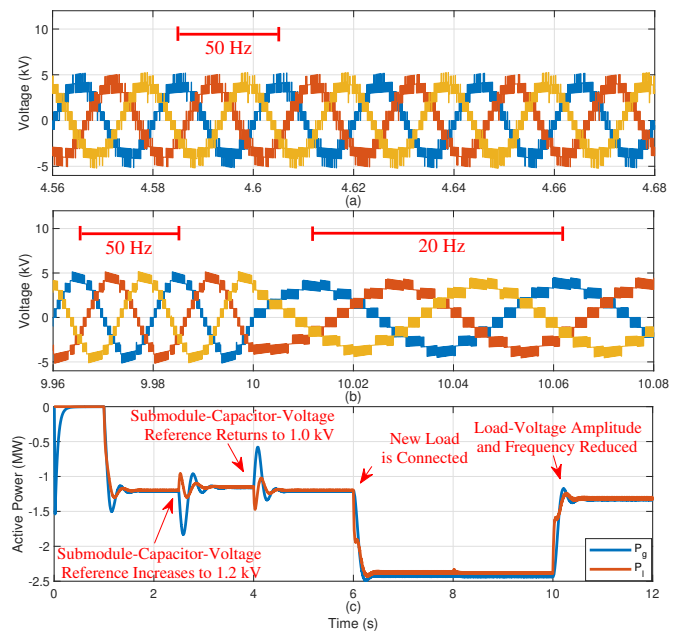 50 Hz
Voltage (kV)
10
5
0
-5
4.56 4.58 4.6 4.62 4.64 4.66 4.68
(a)
50 Hz 20 Hz
Voltage (kV)
10
5
0
-5
9.96 9.98 10 10.02 10.04 10.06 10.08
(b)
Active Power (MW)
0
-0.5
-1
-1.5
-2
-2.5
Submodule-Capacitor-Voltage
Reference Returns to 1.0 kV
New Load
is Connected
Load-Voltage Amplitude
and Frequency Reduced
Submodule-Capacitor-Voltage
Reference Increases to 1.2 kV
P_g
P_l
0 2 4 6 8 10 12
(c)
Time (s)